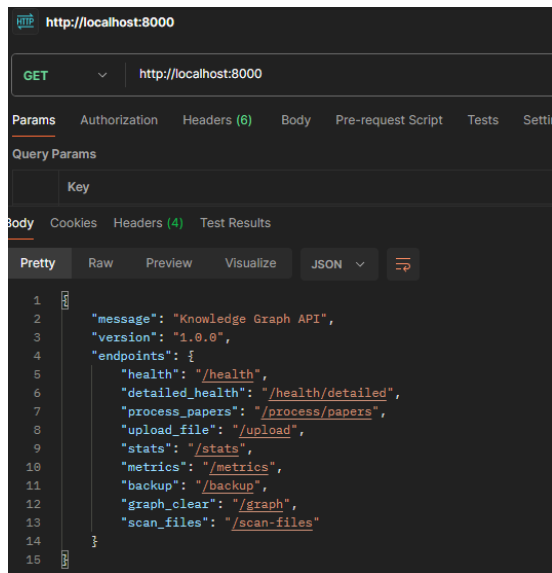 HTTP http://localhost:8000
GET http://localhost:8000
Params Authorization Headers (6) Body Pre-request Script Tests
Query Params
Key
Body Cookies Headers (4) Test Results
Pretty Raw Preview Visualize JSON
1 {
2 "message": "Knowledge Graph API",
3 "version": "1.0.0",
4 "endpoints": {
5 "health": "/health",
6 "detailed_health": "/health/detailed",
7 "process_papers": "/process/papers",
8 "upload_file": "/upload",
9 "stats": "/stats",
10 "metrics": "/metrics",
11 "backup": "/backup",
12 "graph_clear": "/graph",
13 "scan_files": "/scan-files"
14 }
15 }